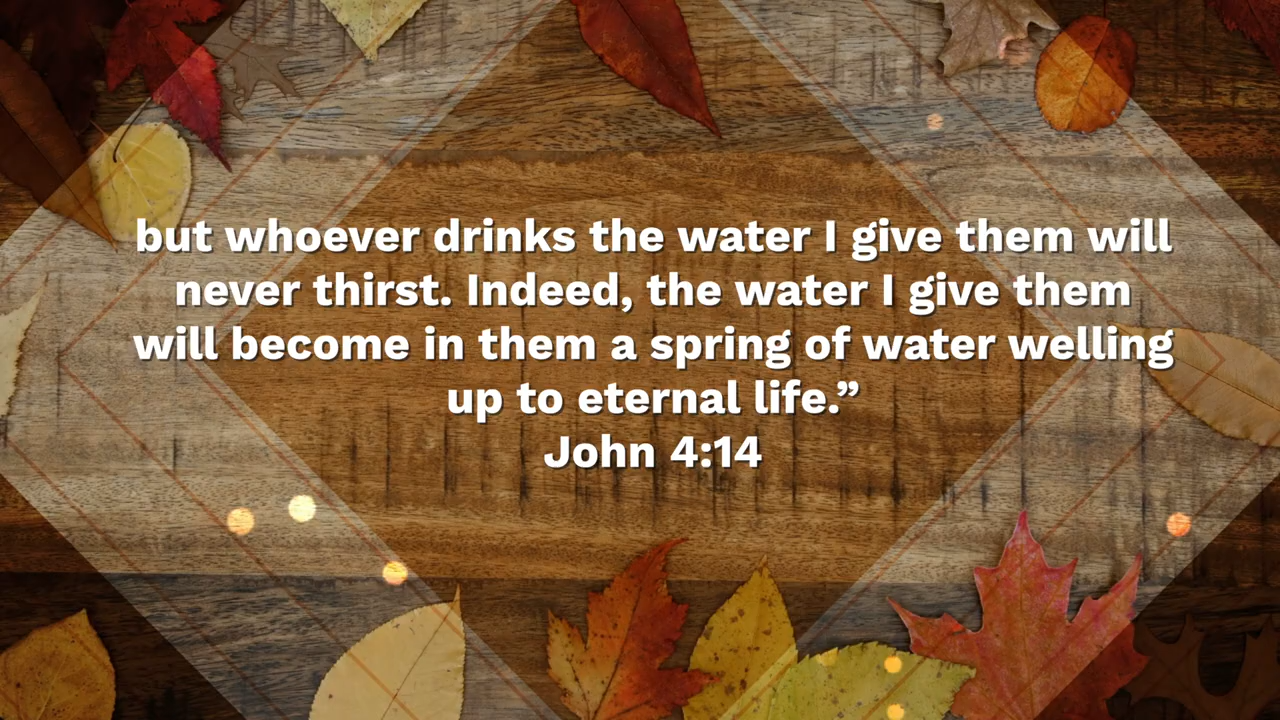 but whoever drinks the water I give them will
never thirst. Indeed, the water I give them
will become in them a spring of water welling
up to eternal life.”
John 4:14